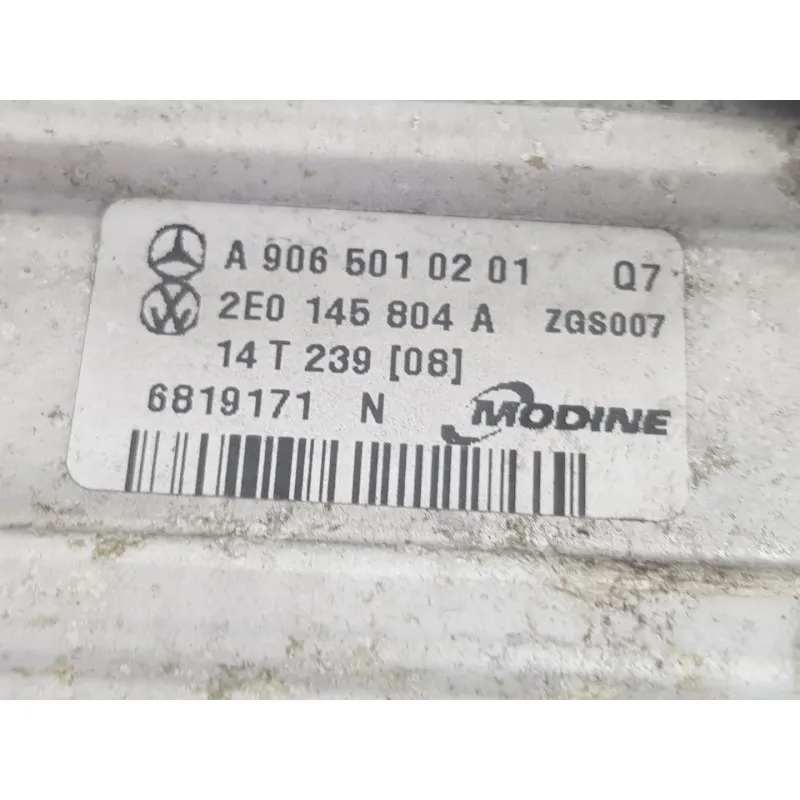 A 906 501 02 01 Q7
2E0 145 804 A ZGS007
14 T 239 [08]
6819171 N MODINE